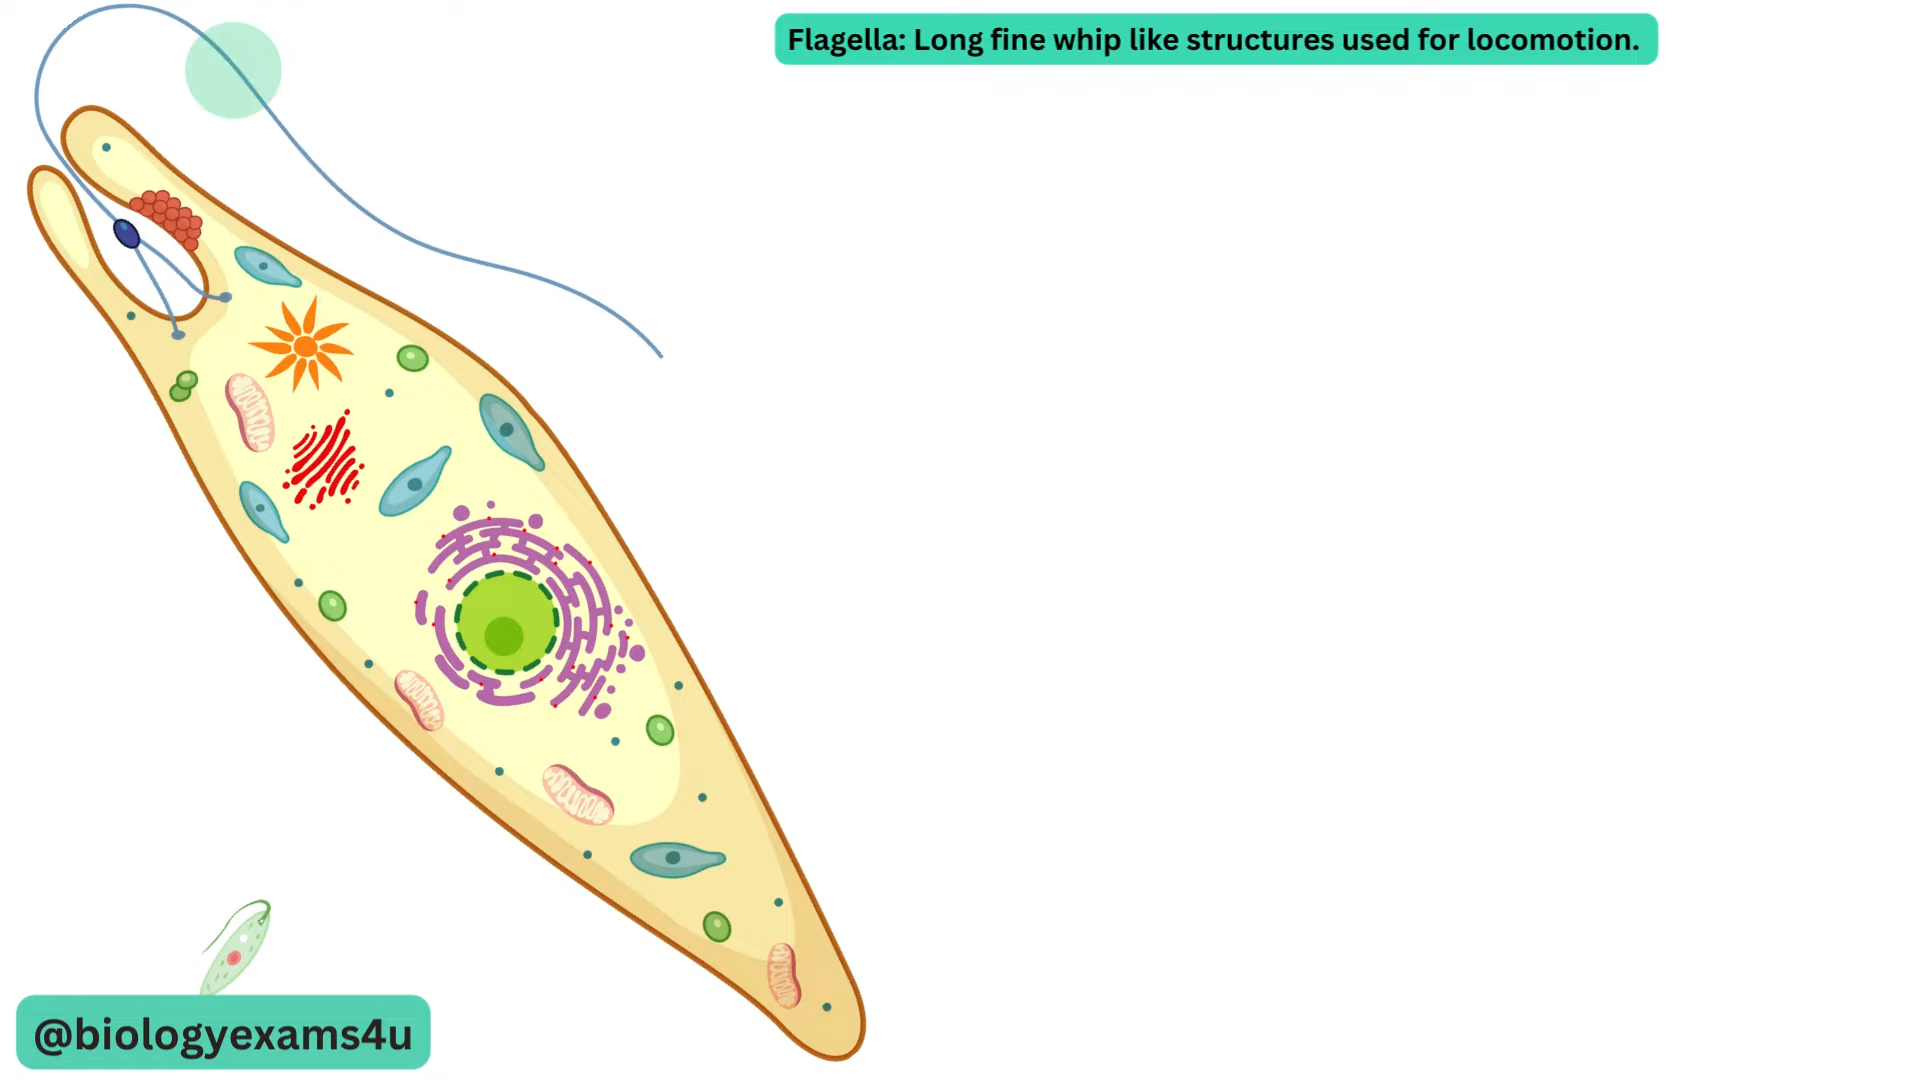 Flagella: Long fine whip like structures used for locomotion.
@biologyexams4u